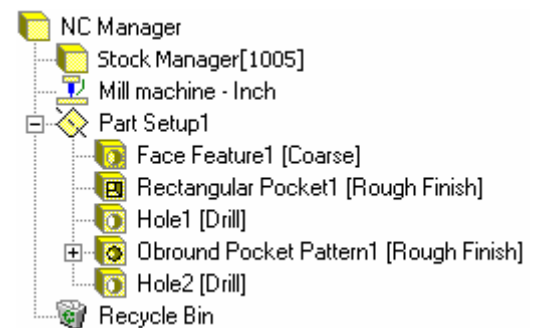 NC Manager
Stock Manager[1005]
Mill machine - Inch
Part Setup1
Face Feature1 [Coarse]
Rectangular Pocket1 [Rough Finish]
Hole1 [Drill]
Obround Pocket Pattern1 [Rough Finish]
Hole2 [Drill]
Recycle Bin